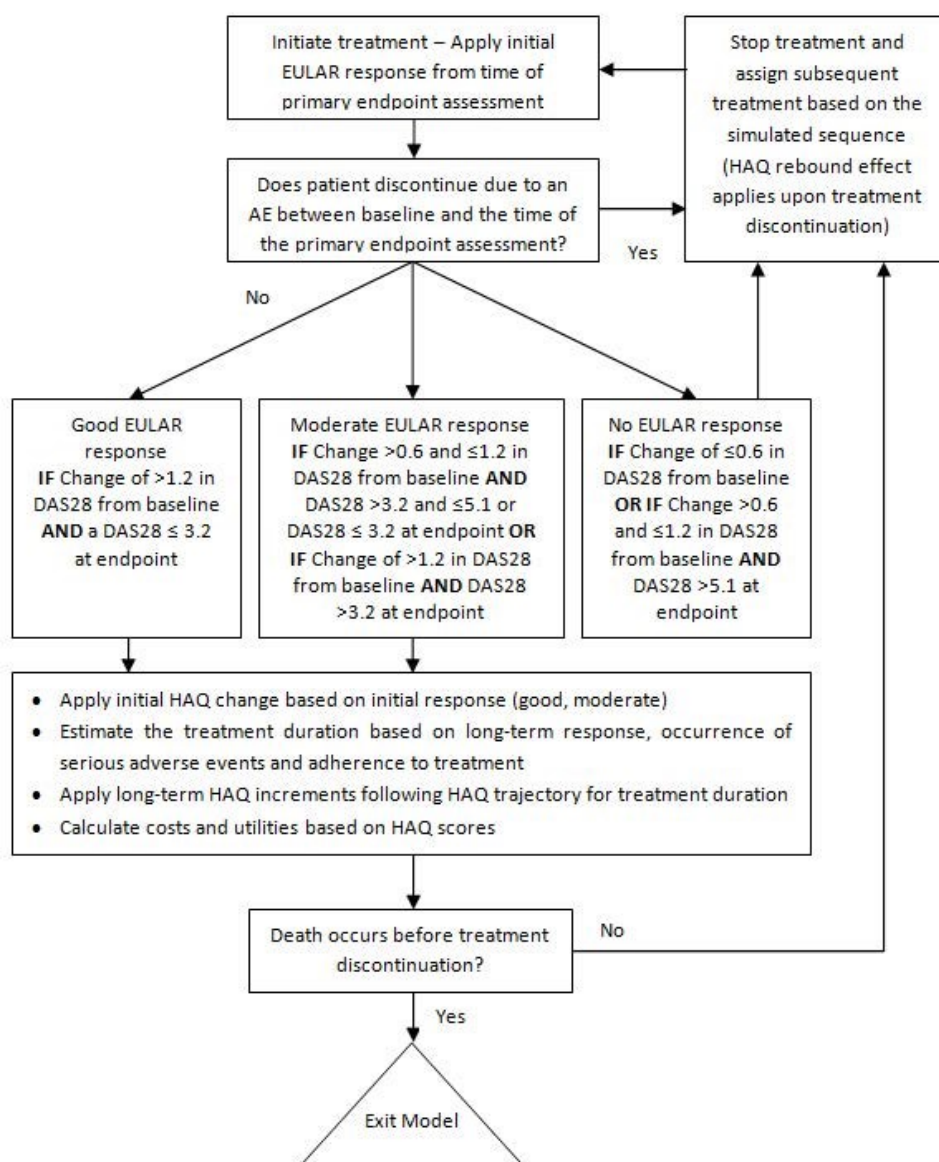 Initiate treatment – Apply initial
EULAR response from time of
primary endpoint assessment
Stop treatment and
assign subsequent
treatment based on the
simulated sequence
(HAQ rebound effect
applies upon treatment
discontinuation)
Does patient discontinue due to an
AE between baseline and the time of
the primary endpoint assessment?
Yes
No
Good EULAR
response
IF Change of >1.2 in
DAS28 from baseline
AND a DAS28 ≤ 3.2
at endpoint
Moderate EULAR response
IF Change >0.6 and ≤1.2 in
DAS28 from baseline AND
DAS28 >3.2 and ≤5.1 or
DAS28 ≤ 3.2 at endpoint OR
IF Change of >1.2 in DAS28
from baseline AND DAS28
>3.2 at endpoint
No EULAR response
IF Change of ≤0.6 in
DAS28 from baseline
OR IF Change >0.6
and ≤1.2 in DAS28
from baseline AND
DAS28 >5.1 at
endpoint
• Apply initial HAQ change based on initial response (good, moderate)
• Estimate the treatment duration based on long-term response, occurrence of
serious adverse events and adherence to treatment
• Apply long-term HAQ increments following HAQ trajectory for treatment duration
• Calculate costs and utilities based on HAQ scores
Death occurs before treatment
discontinuation?
No
Yes
Exit Model